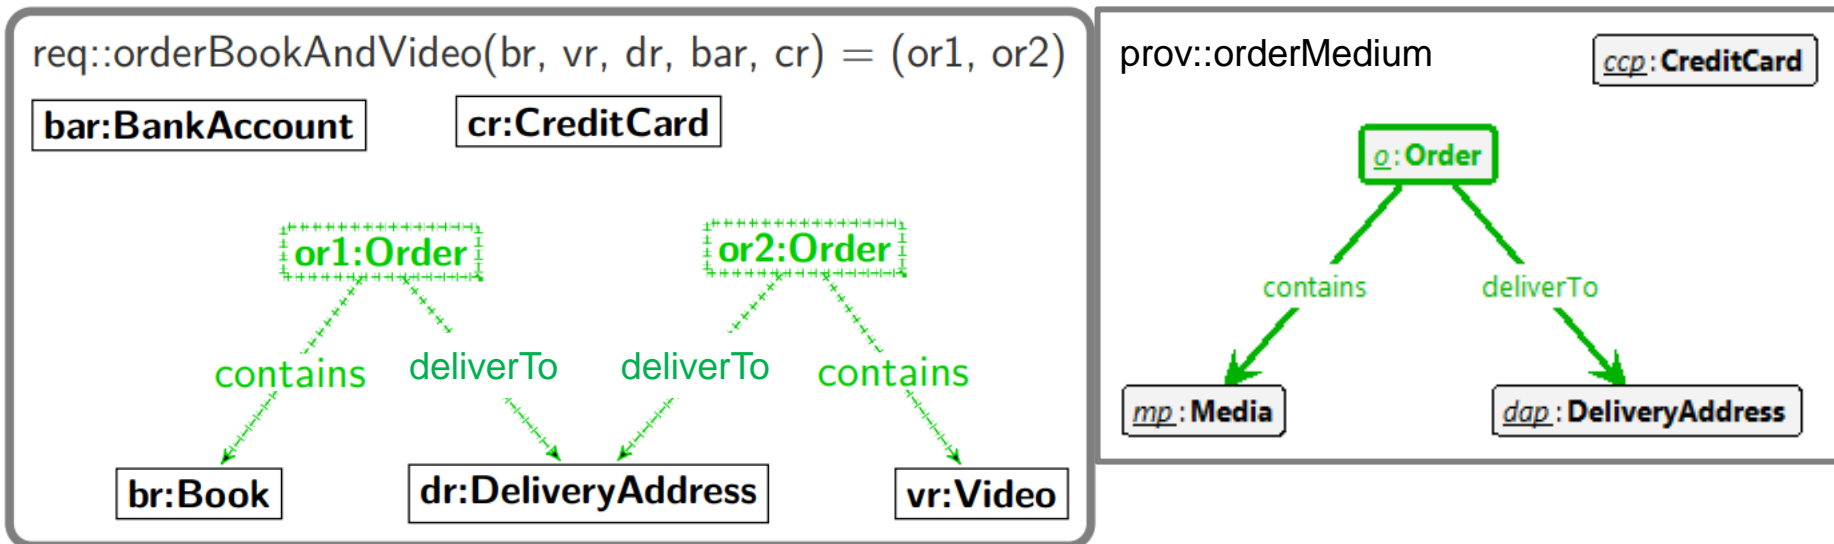 req::orderBookAndVideo(br, vr, dr, bar, cr) = (or1, or2)
bar:BankAccount
cr:CreditCard
or1:Order
or2:Order
contains
deliverTo
deliverTo
contains
br:Book
dr:DeliveryAddress
vr:Video
prov::orderMedium
ccp:CreditCard
o:Order
contains
deliverTo
mp:Media
dap:DeliveryAddress